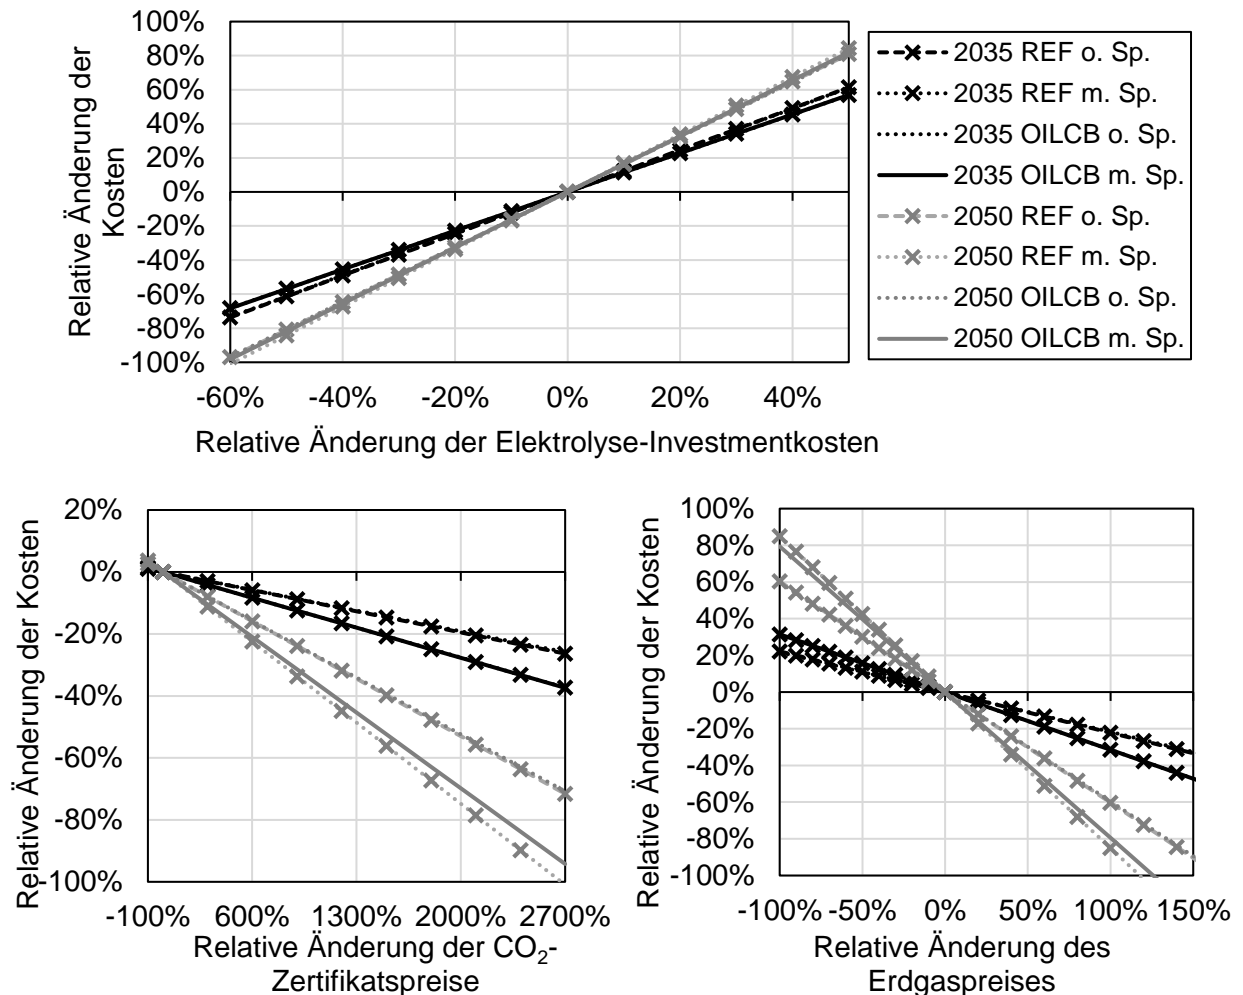 Relative Änderung der
Kosten
100%
80%
60%
40%
20%
0%
-20%
-40%
-60%
-80%
-100%
-60%
-40%
-20%
0%
20%
40%
Relative Änderung der Elektrolyse-Investmentkosten
2035 REF o. Sp.
2035 REF m. Sp.
2035 OILCB o. Sp.
2035 OILCB m. Sp.
2050 REF o. Sp.
2050 REF m. Sp.
2050 OILCB o. Sp.
2050 OILCB m. Sp.
Relative Änderung der Kosten
20%
0%
-20%
-40%
-60%
-80%
-100%
-100%
600%
1300%
2000%
2700%
Relative Änderung der CO₂-
Zertifikatspreise
Relative Änderung der Kosten
100%
80%
60%
40%
20%
0%
-20%
-40%
-60%
-80%
-100%
-100%
-50%
0%
50%
100%
150%
Relative Änderung des
Erdgaspreises